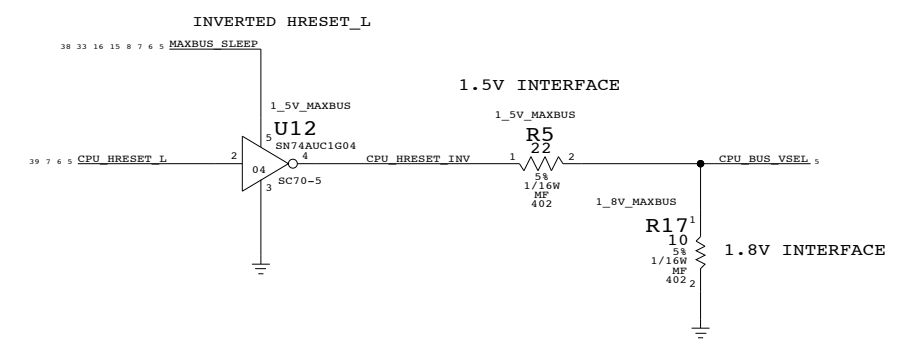 INVERTED HRESET_L
38 33 16 15 8 7 6 5 MAXBUS_SLEEP
1.5V INTERFACE
1_5V_MAXBUS
5
U12
SN74AUC1G04
1_5V_MAXBUS
R5
22
39 7 6 5 CPU_HRESET_L
2
04
4
CPU_HRESET_INV
1
2
CPU_BUS_VSEL 5
3
SC70-5
5%
1/16W
MF
402
1_8V_MAXBUS
R17
1
10
5%
1/16W
MF
402
2
1.8V INTERFACE